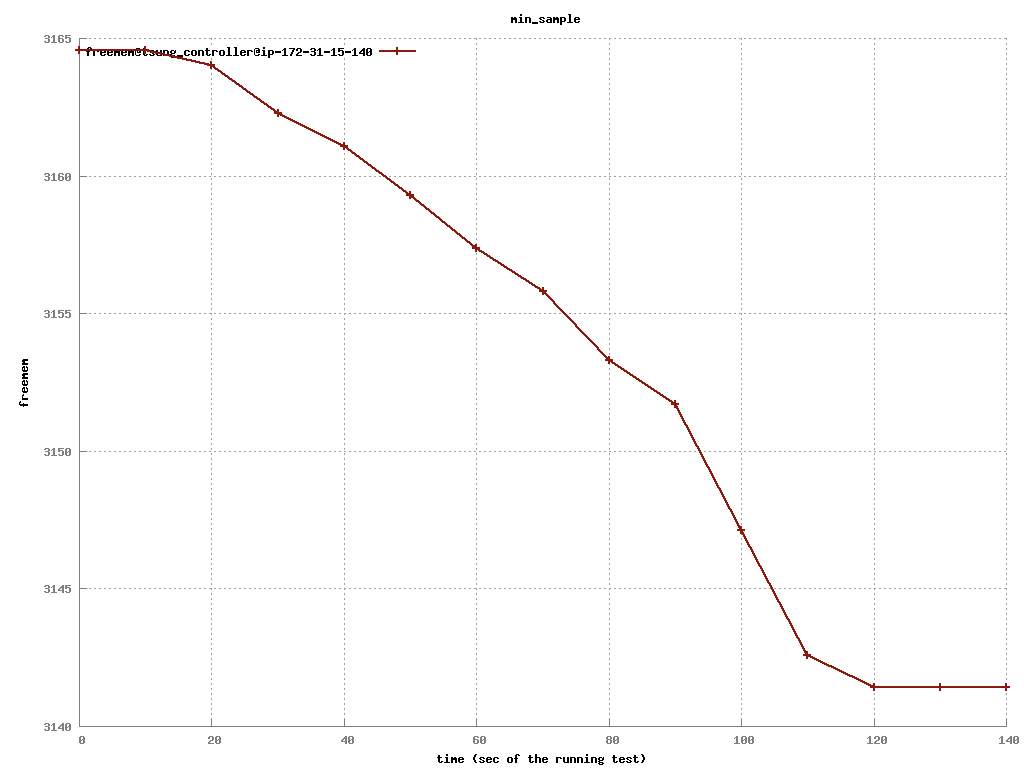 min_sample
3165
freemem@tsung_controller@ip-172-31-15-140
3160
3155
3150
3145
3140
freemem
0 20 40 60 80 100 120 140
time (sec of the running test)